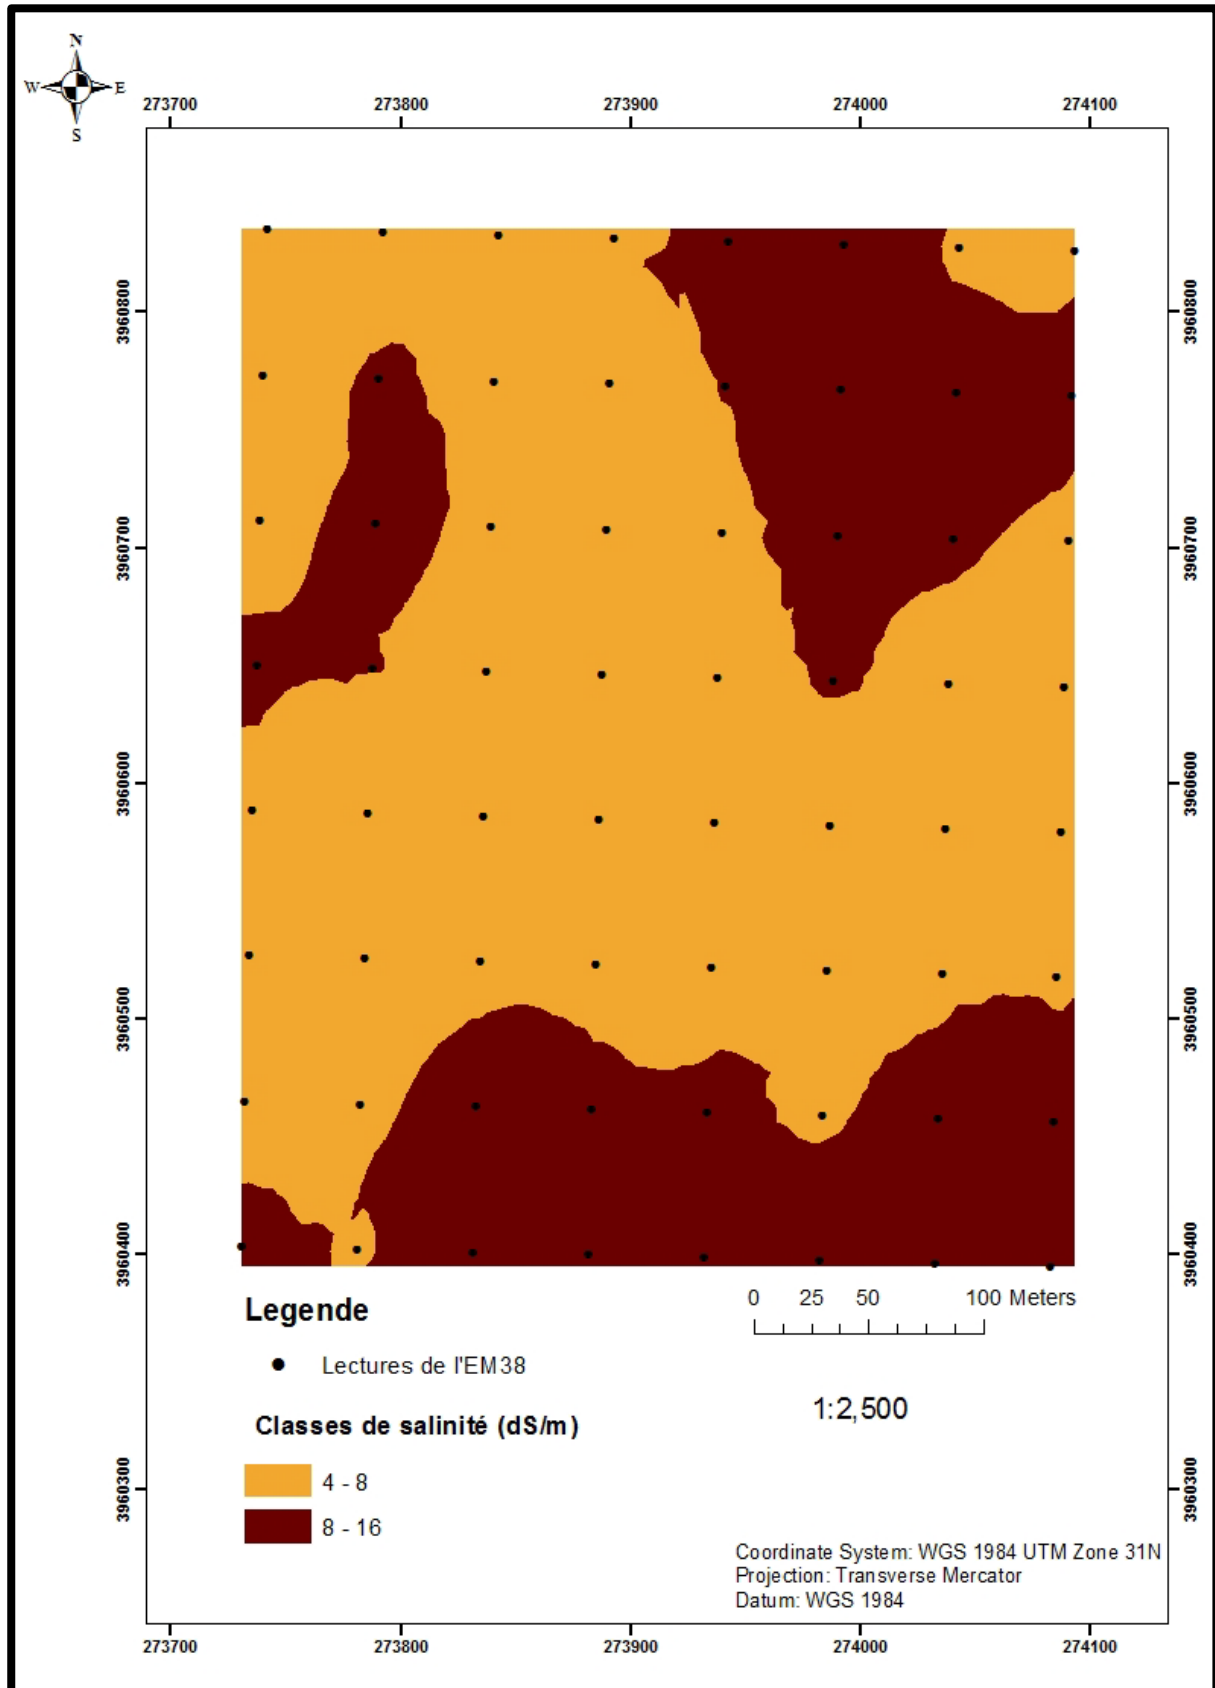 N
W E
S
273700 273800 273900 274000 274100
3960800 3960800
3960700 3960700
3960600 3960600
3960500 3960500
3960400 3960400
3960300 3960300
Legende
Lectures de l'EM38
Classes de salinité (dS/m)
4 - 8
8 - 16
0 25 50 100 Meters
1:2,500
Coordinate System: WGS 1984 UTM Zone 31N
Projection: Transverse Mercator
Datum: WGS 1984
273700 273800 273900 274000 274100